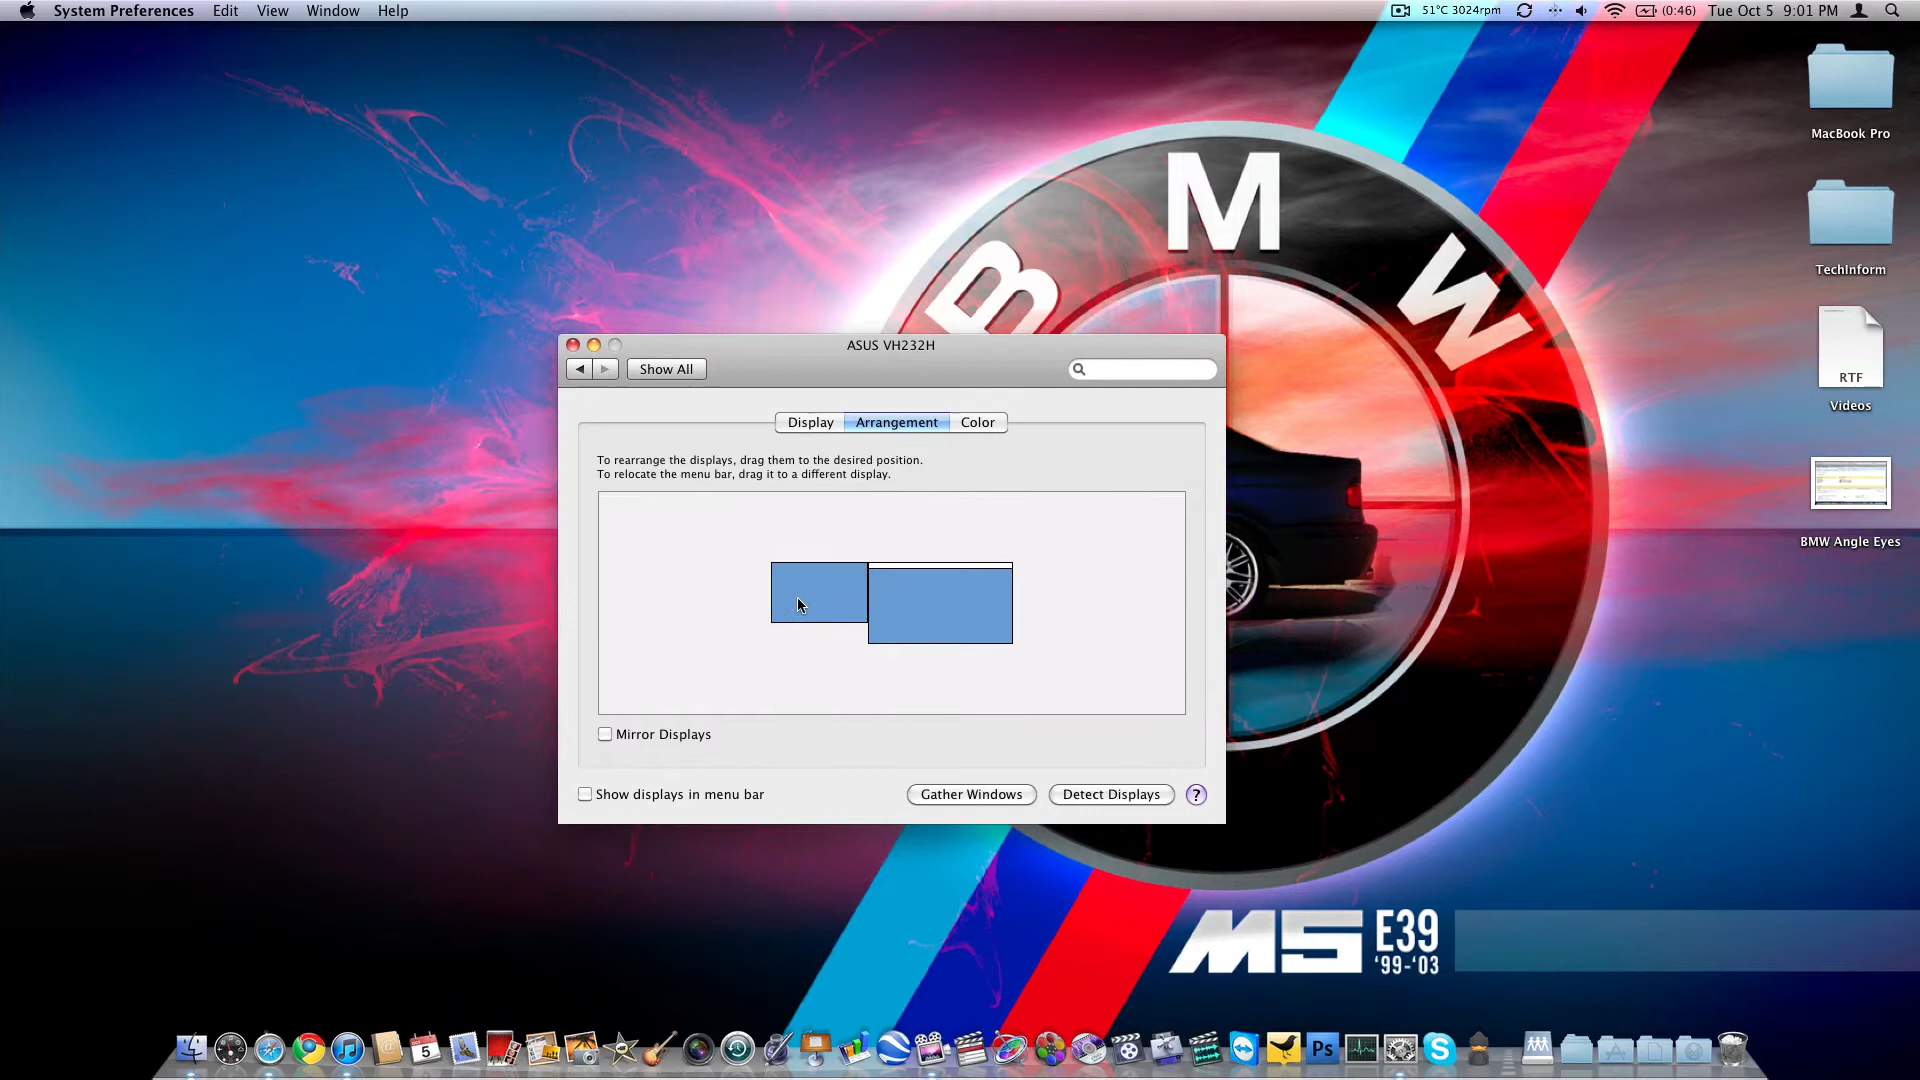 System Preferences Edit View Window Help
51°C 3024rpm (0:46) Tue Oct 5 9:01 PM
MacBook Pro
TechInform
RTF
Videos
BMW Angle Eyes
B M W
ASUS VH232H
Show All
Display Arrangement Color
To rearrange the displays, drag them to the desired position.
To relocate the menu bar, drag it to a different display.
Mirror Displays
Show displays in menu bar
Gather Windows Detect Displays ?
M5 E39
'99-'03
Oct
5
Ps